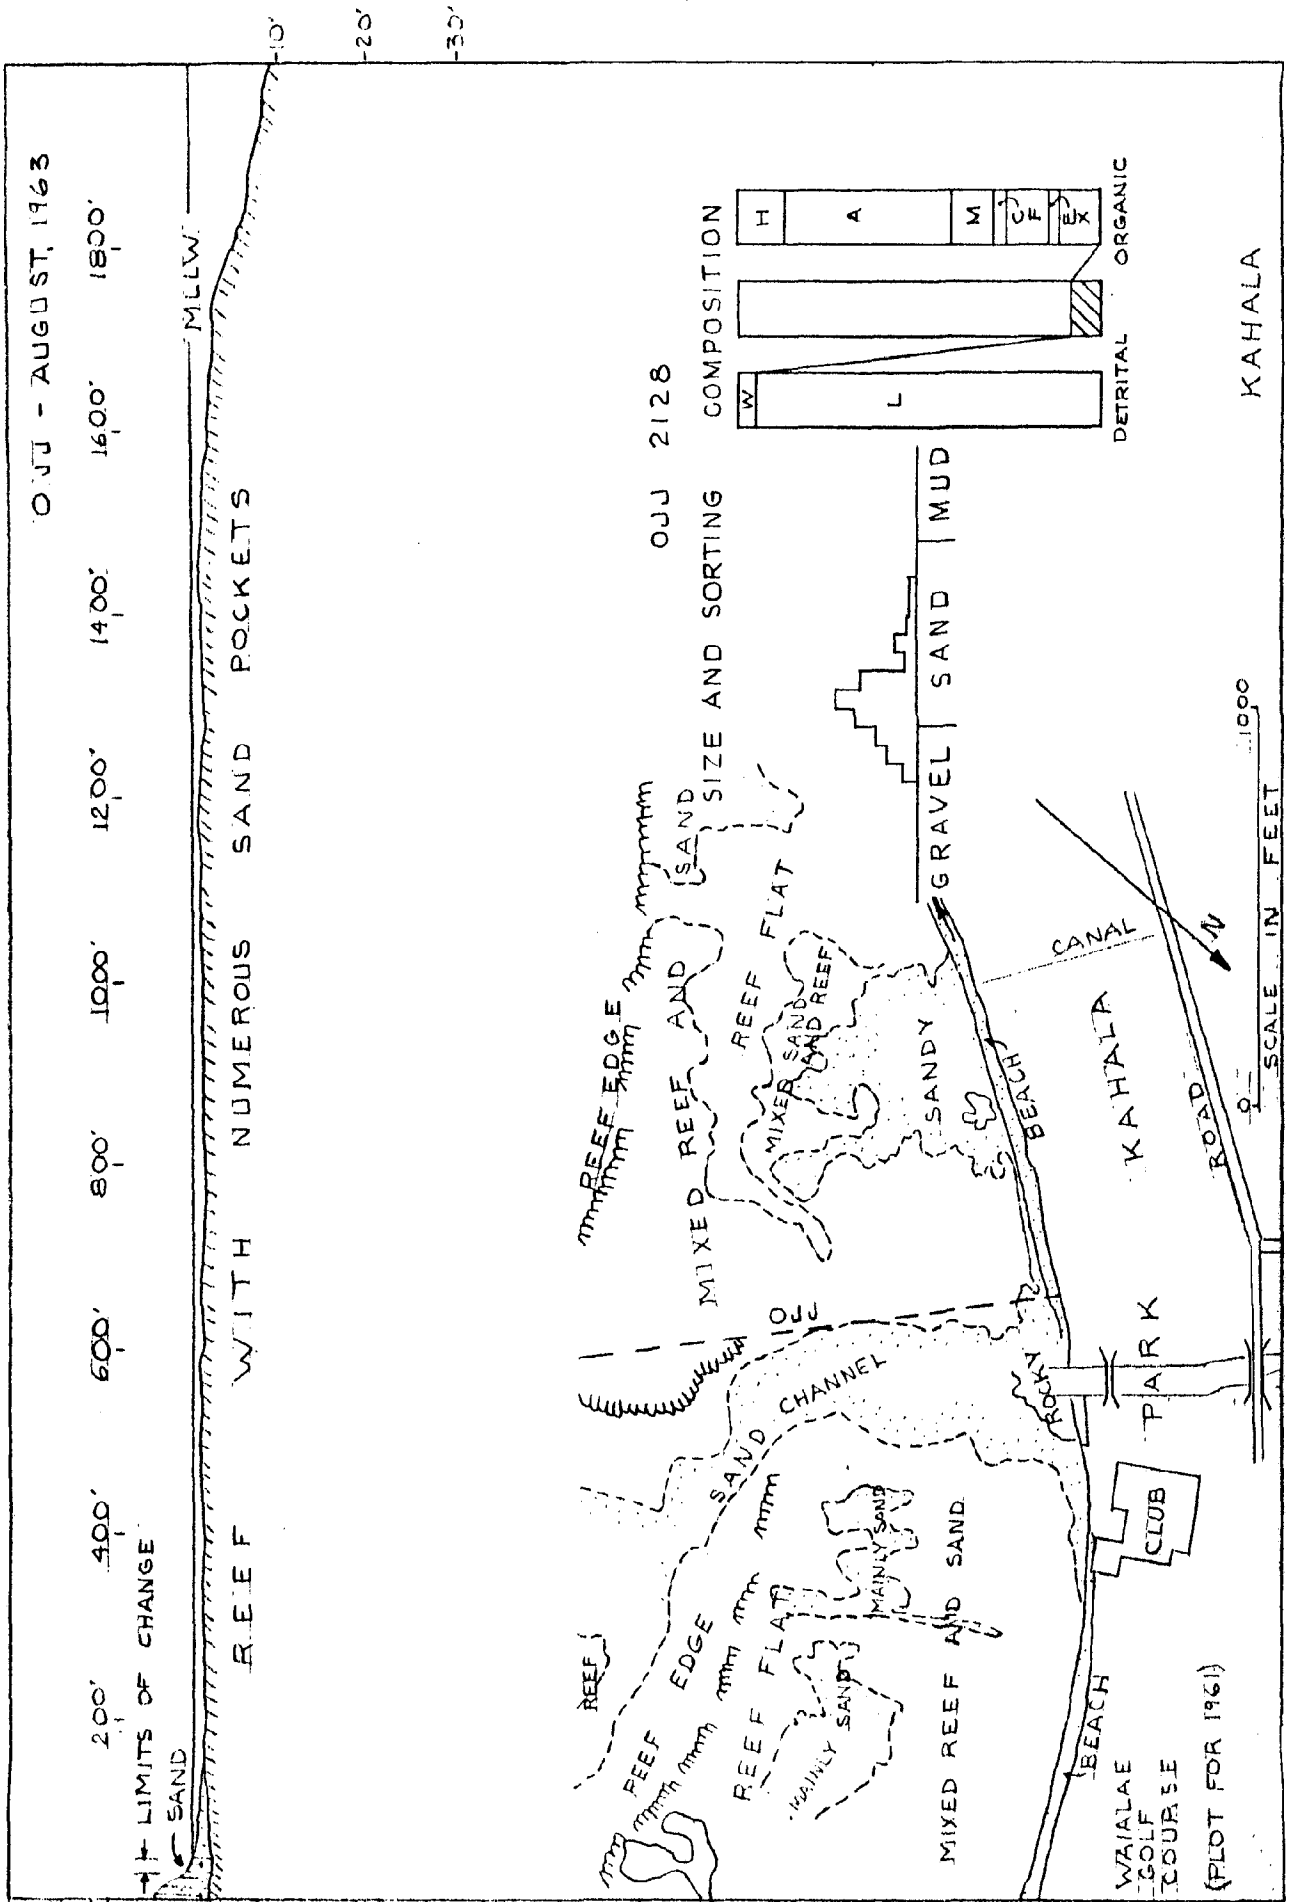 OJJ - AUGUST, 1963
200' 400' 600' 800' 1000' 1200' 1400' 1600' 1800'
LIMITS OF CHANGE
SAND
MLLW
-10'
-20'
-30'
REEF WITH NUMEROUS SAND POCKETS
REEF
REEF EDGE
REEF EDGE
SAND CHANNEL
MIXED REEF AND SAND
REEF FLAT
REEF FLAT
MIXED SAND
AND REEF
MAINLY SAND
MAINLY SAND
MIXED REEF AND SAND
OJJ
1
SANDY
ROCKY
BEACH
BEACH
CANAL
KAHALA
PARK
CLUB
ROAD
N
WAIALAE
GOLF
COURSE
(PLOT FOR 1961)
0 1000
SCALE IN FEET
OJJ 2128
SIZE AND SORTING
GRAVEL | SAND | MUD
COMPOSITION
W
L
H
A
M
C
F
E
X
DETRITAL
ORGANIC
KAHALA